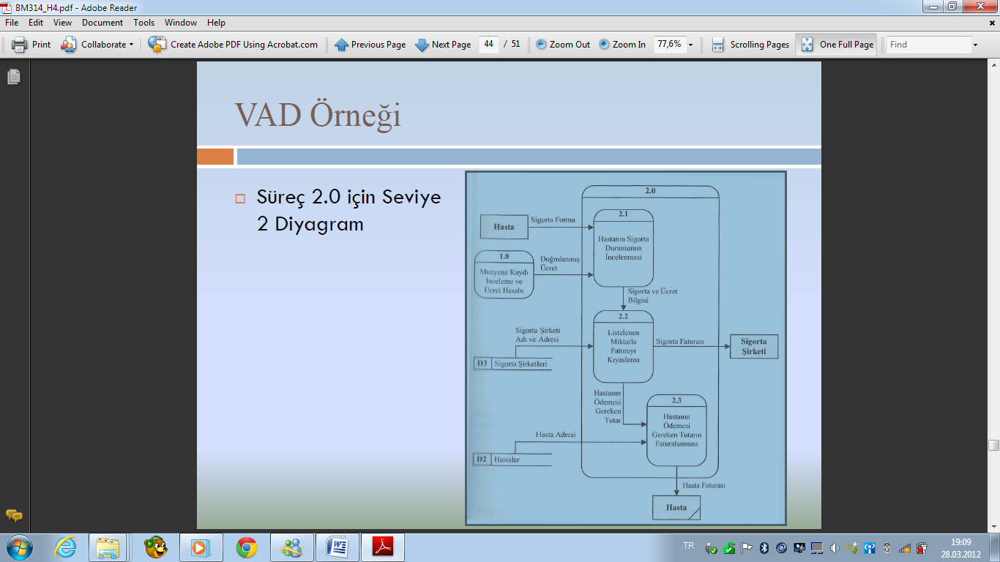 BM314_H4.pdf - Adobe Reader
File Edit View Document Tools Window Help
Print Collaborate Create Adobe PDF Using Acrobat.com Previous Page Next Page 44 / 51 Zoom Out Zoom In 77,6% Scrolling Pages One Full Page Find
VAD Örneği
Süreç 2.0 için Seviye
2 Diyagram
2.0
Hasta
Sigorta Formu
2.1
Hastanın Sigorta
Durumunun
İncelenmesi
1.0
Muayene Kaydı
İnceleme ve
Ücret Hesabı
Doğrulanmış
Ücret
Sigorta ve Ücret
Bilgisi
2.2
Listelenen
Miktarla
Faturayı
Kıyaslama
Sigorta Şirketi
Adı ve Adresi
D3 Sigorta Şirketleri
Sigorta Faturası
Sigorta
Şirketi
Hastanın
Ödemesi
Gereken
Tutar
2.3
Hastanın
Ödemesi
Gereken Tutarın
Faturalanması
Hasta Adresi
D2 Hastalar
Hasta Faturası
Hasta
TR
19:09
28.03.2012